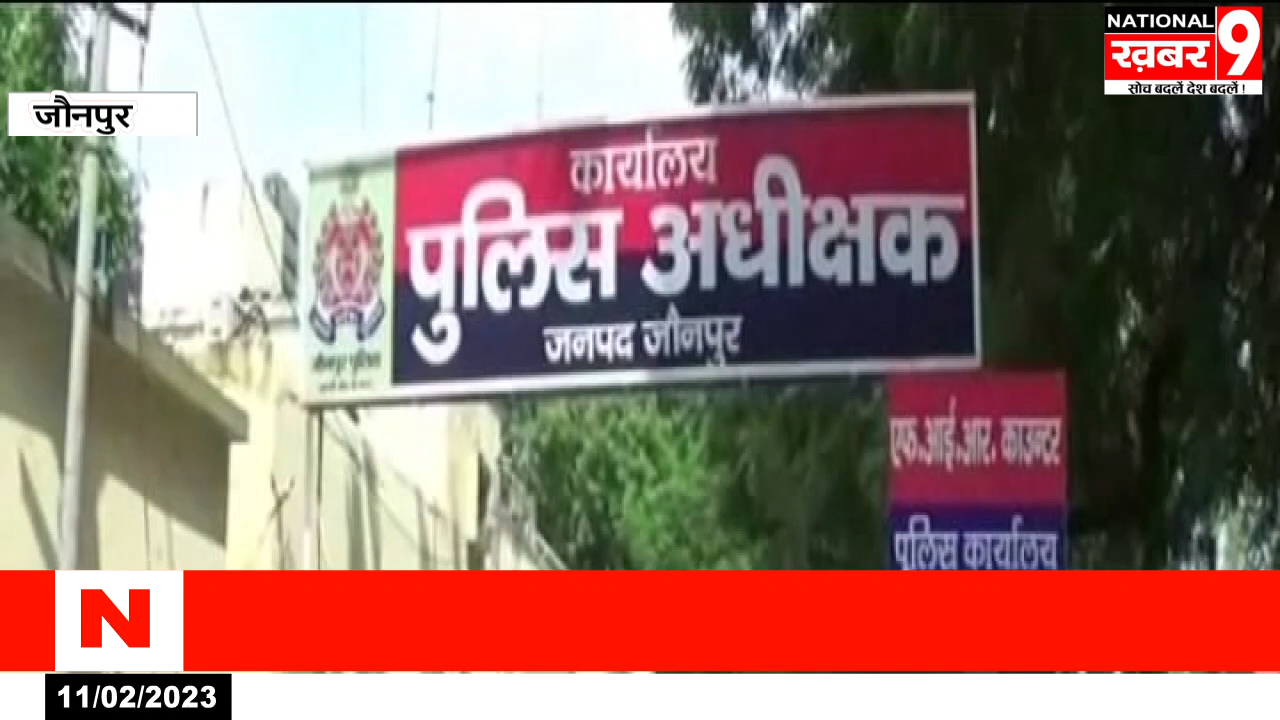 NATIONAL
ख़बर 9
सोच बदलें देश बदलें !
जौनपुर
कार्यालय
पुलिस अधीक्षक
जनपद जौनपुर
जौनपुर पुलिस
एफ.आई.आर. काउन्टर
पुलिस कार्यालय
N
11/02/2023